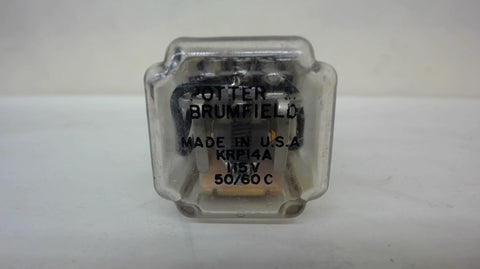 POTTER
BRUMFIELD
MADE IN U.S.A
KRP14A
115V
50/60 C